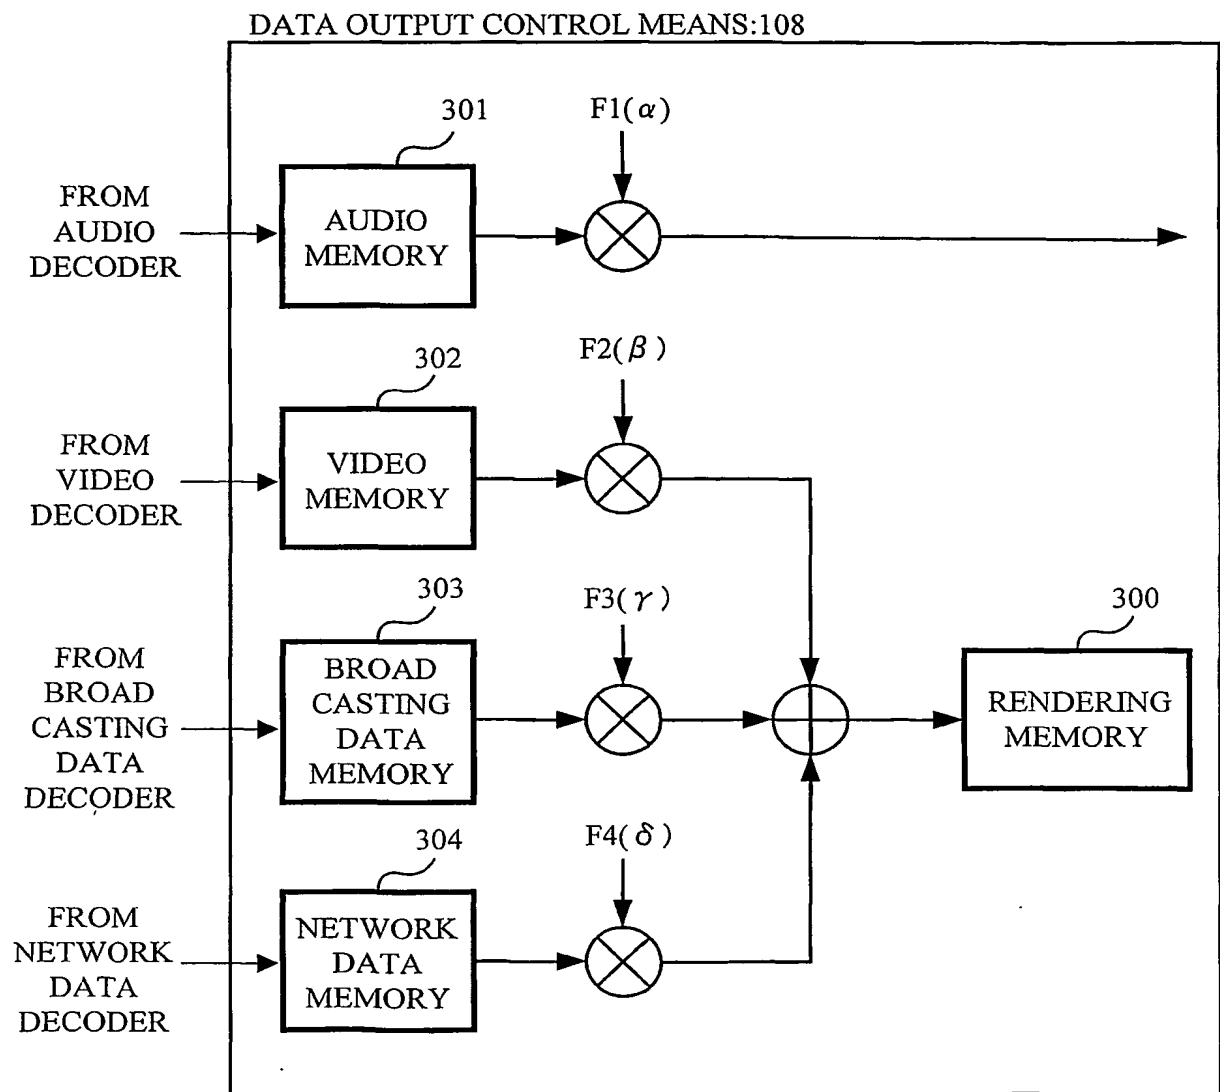 DATA OUTPUT CONTROL MEANS:108
301
F1(α)
FROM
AUDIO
DECODER
AUDIO
MEMORY
302
F2(β)
FROM
VIDEO
DECODER
VIDEO
MEMORY
303
F3(γ)
300
FROM
BROAD
CASTING
DATA
DECODER
BROAD
CASTING
DATA
MEMORY
RENDERING
MEMORY
304
F4(δ)
FROM
NETWORK
DATA
DECODER
NETWORK
DATA
MEMORY